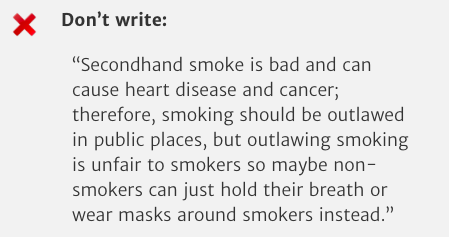 Don’t write:
“Secondhand smoke is bad and can
cause heart disease and cancer;
therefore, smoking should be outlawed
in public places, but outlawing smoking
is unfair to smokers so maybe non-
smokers can just hold their breath or
wear masks around smokers instead.”